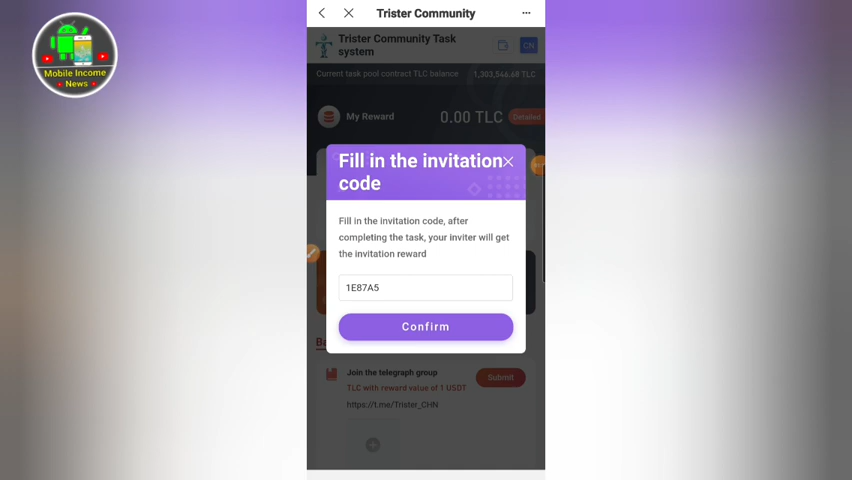 Trister Community
Trister Community Task
system
CN
Current task pool contract TLC balance
1,303,546.68 TLC
My Reward
0.00 TLC
Detailed
Fill in the invitation
code
Fill in the invitation code, after
completing the task, your inviter will get
the invitation reward
1E87A5
Confirm
Join the telegraph group
TLC with reward value of 1 USDT
Submit
https://t.me/Trister_CHN
Mobile Income
News